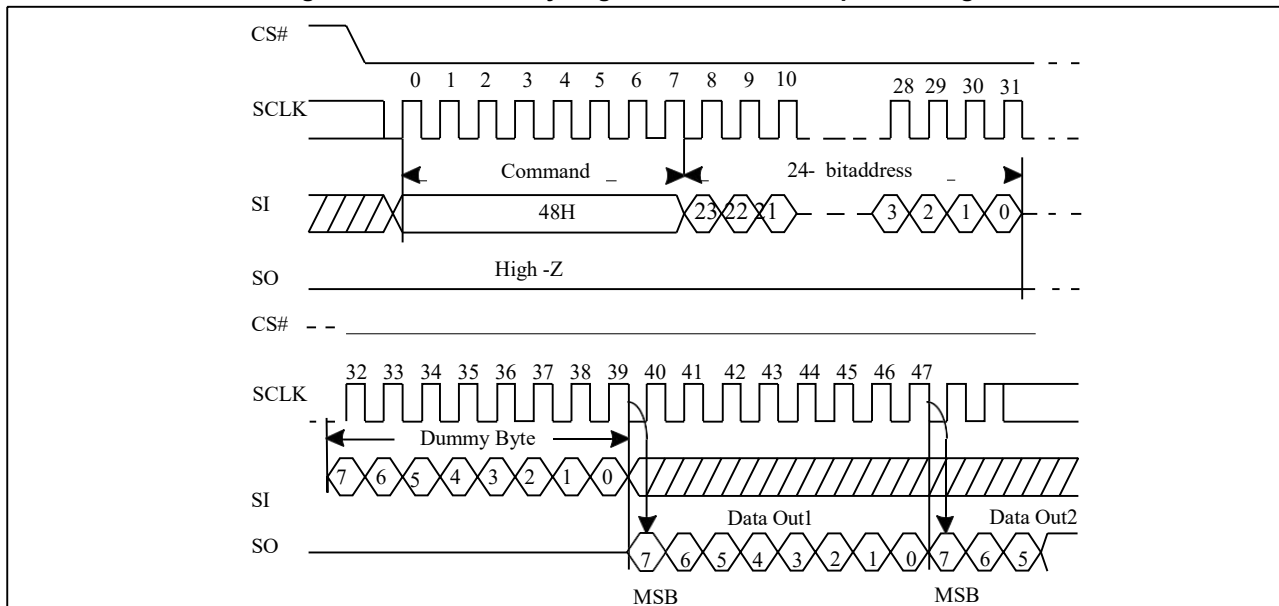 CS#
0 1 2 3 4 5 6 7 8 9 10 28 29 30 31
SCLK
Command 24- bitaddress
SI 48H 23 22 21 3 2 1 0
High -Z
SO
CS#
32 33 34 35 36 37 38 39 40 41 42 43 44 45 46 47
SCLK
Dummy Byte
7 6 5 4 3 2 1 0
SI
Data Out1 Data Out2
SO 7 6 5 4 3 2 1 0 7 6 5
MSB MSB